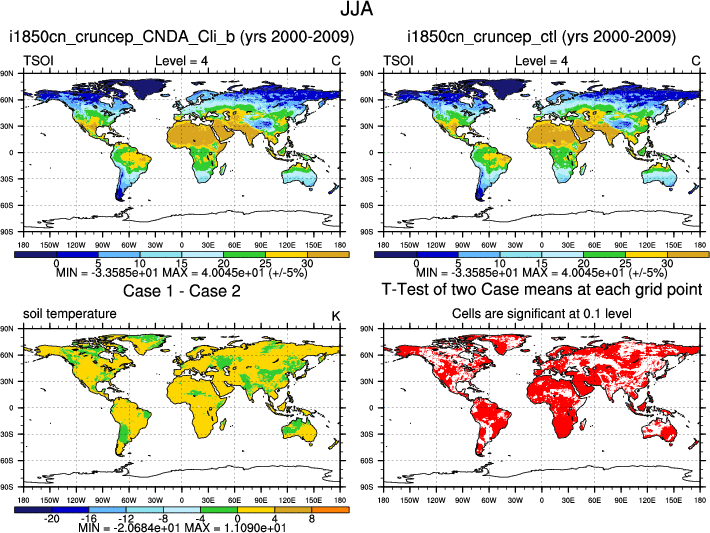 JJA
i1850cn_cruncep_CNDA_Cli_b (yrs 2000-2009)
TSOI Level = 4 C
90N
60N
30N
0
30S
60S
90S
180 150W 120W 90W 60W 30W 0 30E 60E 90E 120E 150E 180
0 5 10 15 20 25 30
MIN = -3.3585e+01 MAX = 4.0045e+01 (+/-5%)
i1850cn_cruncep_ctl (yrs 2000-2009)
TSOI Level = 4 C
90N
60N
30N
0
30S
60S
90S
180 150W 120W 90W 60W 30W 0 30E 60E 90E 120E 150E 180
0 5 10 15 20 25 30
MIN = -3.3585e+01 MAX = 4.0045e+01 (+/-5%)
Case 1 - Case 2
soil temperature K
90N
60N
30N
0
30S
60S
90S
180 150W 120W 90W 60W 30W 0 30E 60E 90E 120E 150E 180
-20 -16 -12 -8 -4 0 4 8
MIN = -2.0684e+01 MAX = 1.1090e+01
T-Test of two Case means at each grid point
Cells are significant at 0.1 level
90N
60N
30N
0
30S
60S
90S
180 150W 120W 90W 60W 30W 0 30E 60E 90E 120E 150E 180